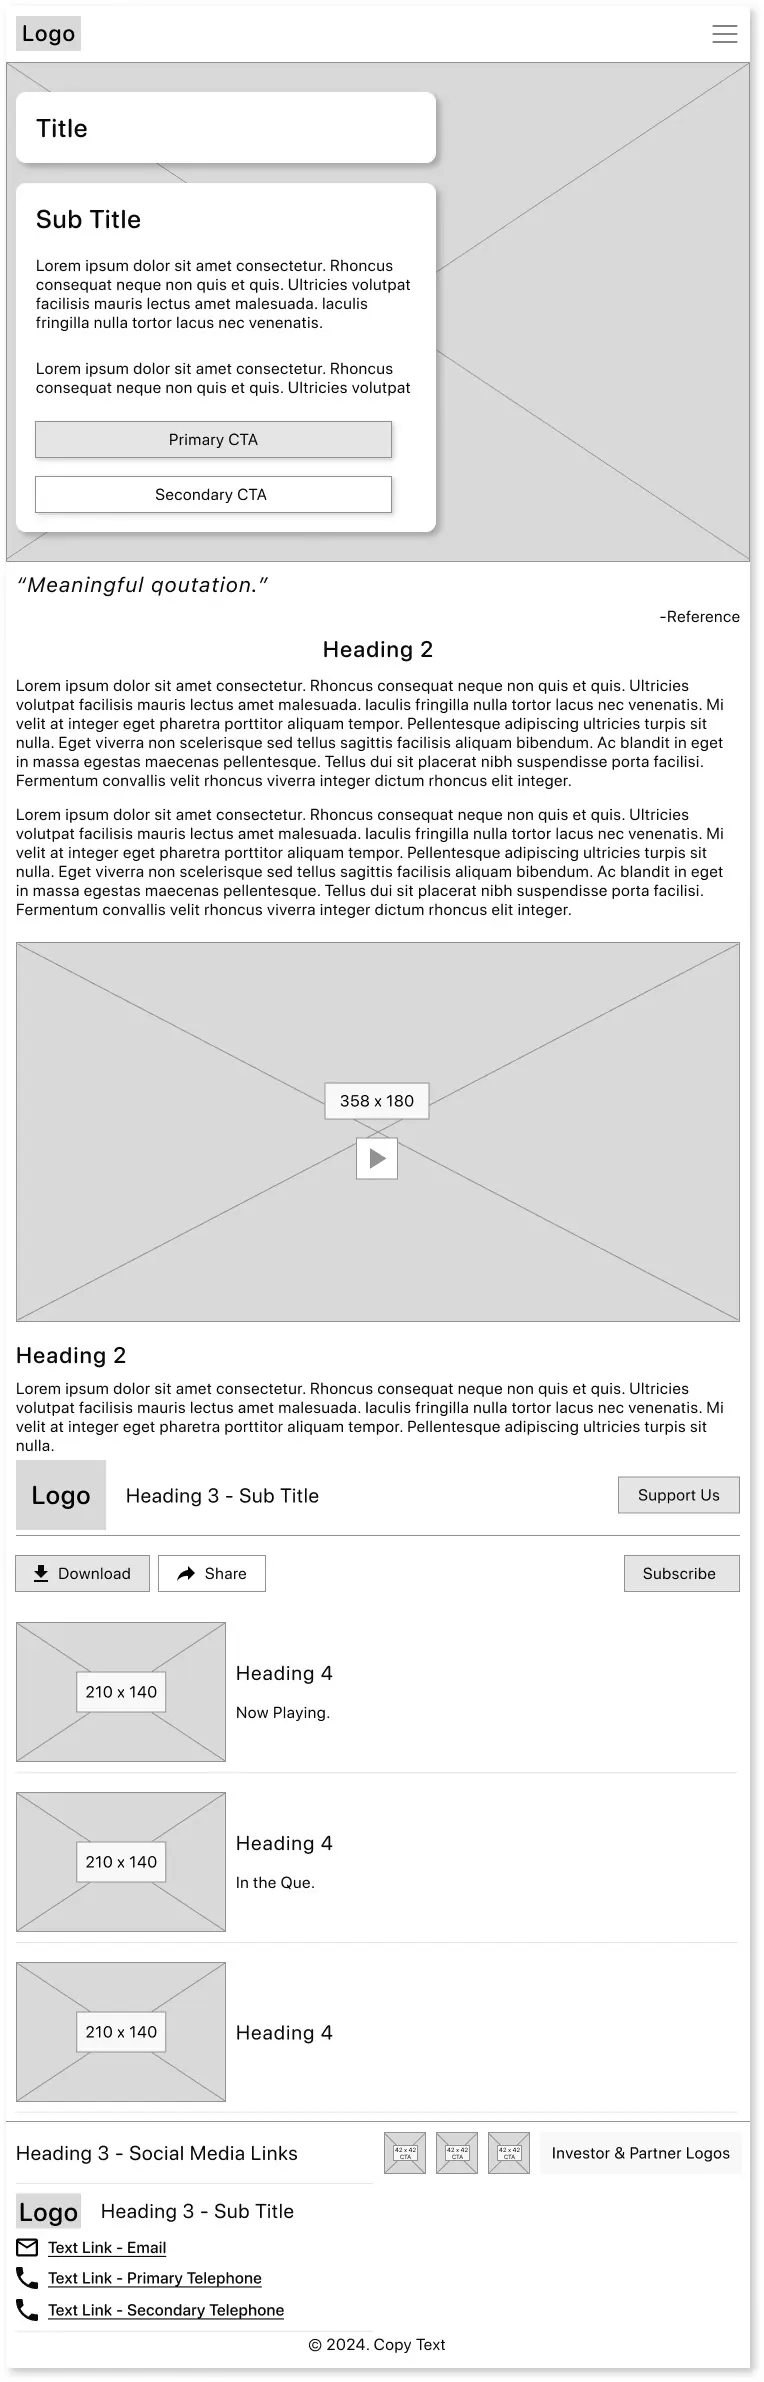 Logo
Title
Sub Title
Lorem ipsum dolor sit amet consectetur. Rhoncus
consequat neque non quis et quis. Ultricies volutpat
facilisis mauris lectus amet malesuada. Iaculis
fringilla nulla tortor lacus nec venenatis.
Lorem ipsum dolor sit amet consectetur. Rhoncus
consequat neque non quis et quis. Ultricies volutpat
Primary CTA
Secondary CTA
“Meaningful qoutation.”
-Reference
Heading 2
Lorem ipsum dolor sit amet consectetur. Rhoncus consequat neque non quis et quis. Ultricies
volutpat facilisis mauris lectus amet malesuada. Iaculis fringilla nulla tortor lacus nec venenatis. Mi
velit at integer eget pharetra porttitor aliquam tempor. Pellentesque adipiscing ultricies turpis sit
nulla. Eget viverra non scelerisque sed tellus sagittis facilisis aliquam bibendum. Ac blandit in eget
in massa egestas maecenas pellentesque. Tellus dui sit placerat nibh suspendisse porta facilisi.
Fermentum convallis velit rhoncus viverra integer dictum rhoncus elit integer.
Lorem ipsum dolor sit amet consectetur. Rhoncus consequat neque non quis et quis. Ultricies
volutpat facilisis mauris lectus amet malesuada. Iaculis fringilla nulla tortor lacus nec venenatis. Mi
velit at integer eget pharetra porttitor aliquam tempor. Pellentesque adipiscing ultricies turpis sit
nulla. Eget viverra non scelerisque sed tellus sagittis facilisis aliquam bibendum. Ac blandit in eget
in massa egestas maecenas pellentesque. Tellus dui sit placerat nibh suspendisse porta facilisi.
Fermentum convallis velit rhoncus viverra integer dictum rhoncus elit integer.
358 x 180
Heading 2
Lorem ipsum dolor sit amet consectetur. Rhoncus consequat neque non quis et quis. Ultricies
volutpat facilisis mauris lectus amet malesuada. Iaculis fringilla nulla tortor lacus nec venenatis. Mi
velit at integer eget pharetra porttitor aliquam tempor. Pellentesque adipiscing ultricies turpis sit
nulla.
Logo
Heading 3 - Sub Title
Support Us
Download
Share
Subscribe
210 x 140
Heading 4
Now Playing.
210 x 140
Heading 4
In the Que.
210 x 140
Heading 4
Heading 3 - Social Media Links
42 x 42
CTA
42 x 42
CTA
42 x 42
CTA
Investor & Partner Logos
Logo
Heading 3 - Sub Title
Text Link - Email
Text Link - Primary Telephone
Text Link - Secondary Telephone
© 2024. Copy Text